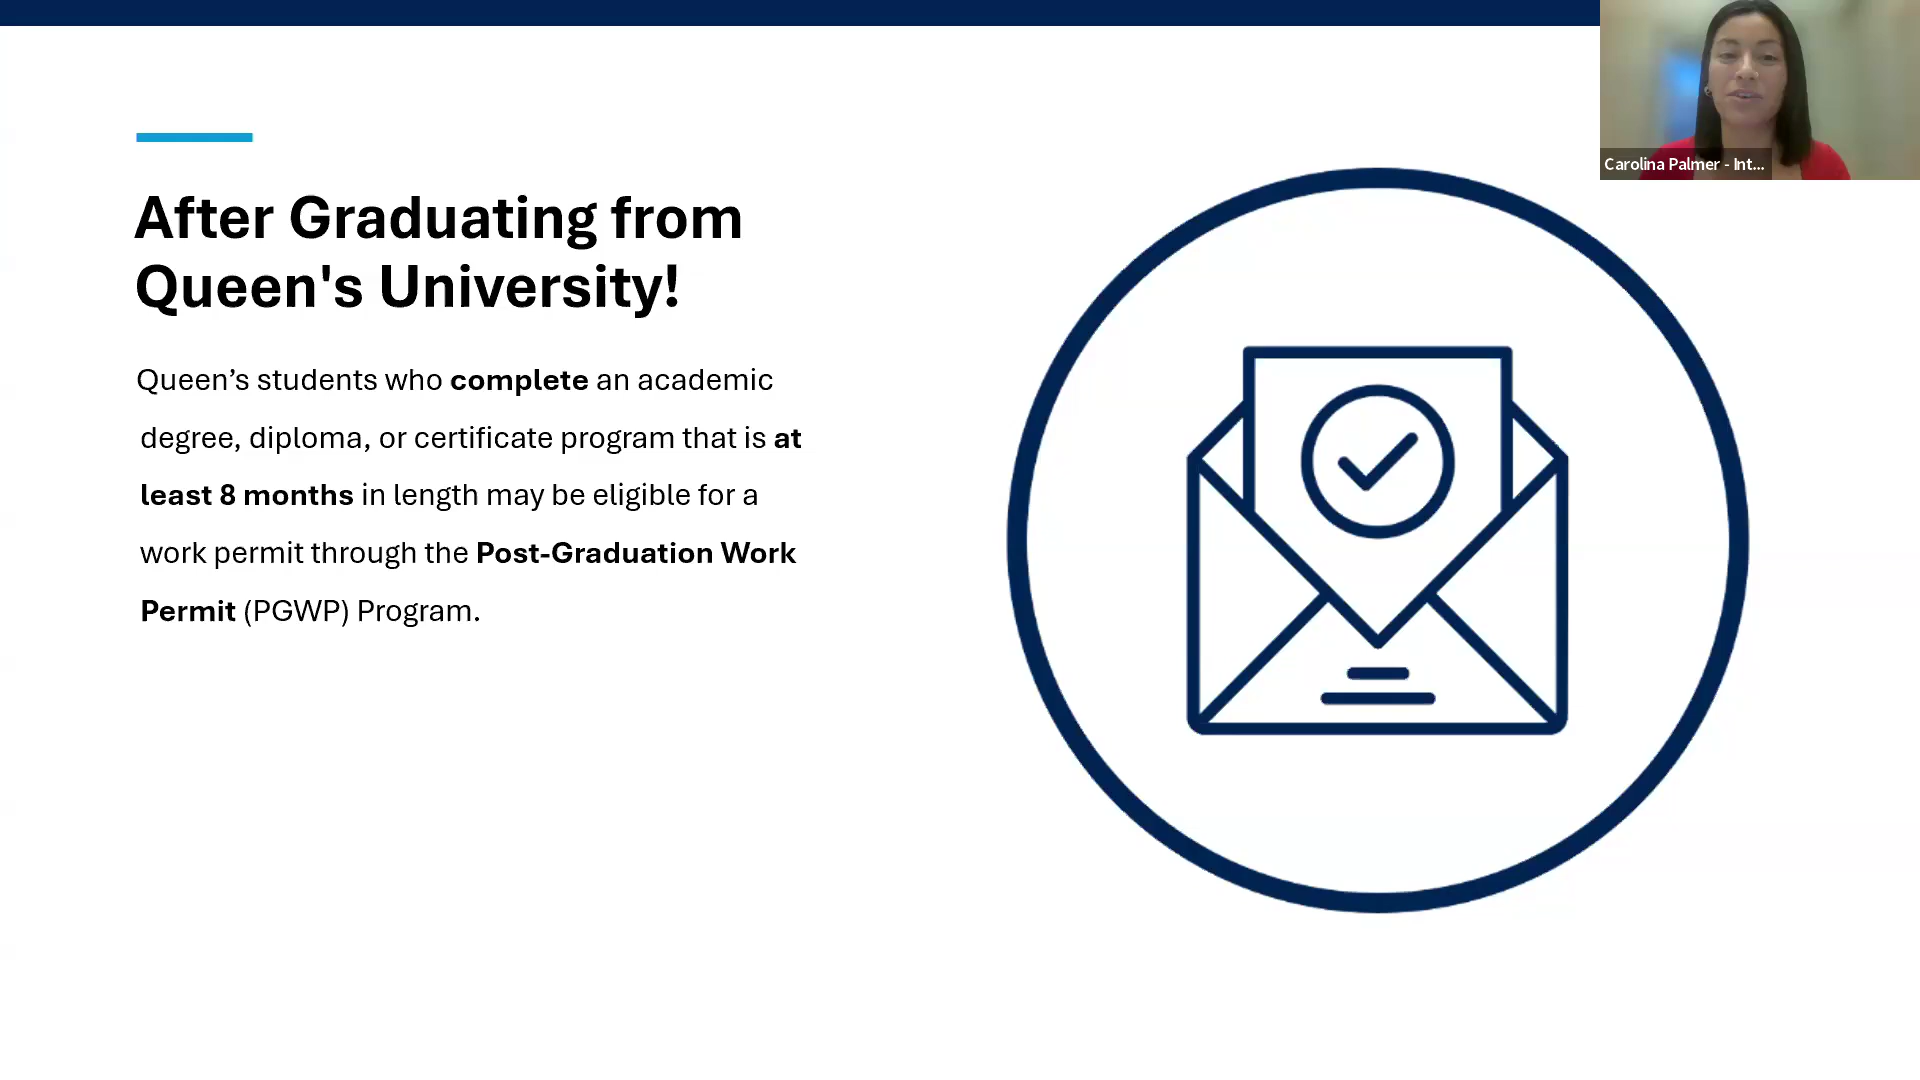 Carolina Palmer - Int...
After Graduating from
Queen's University!
Queen’s students who complete an academic
degree, diploma, or certificate program that is at
least 8 months in length may be eligible for a
work permit through the Post-Graduation Work
Permit (PGWP) Program.